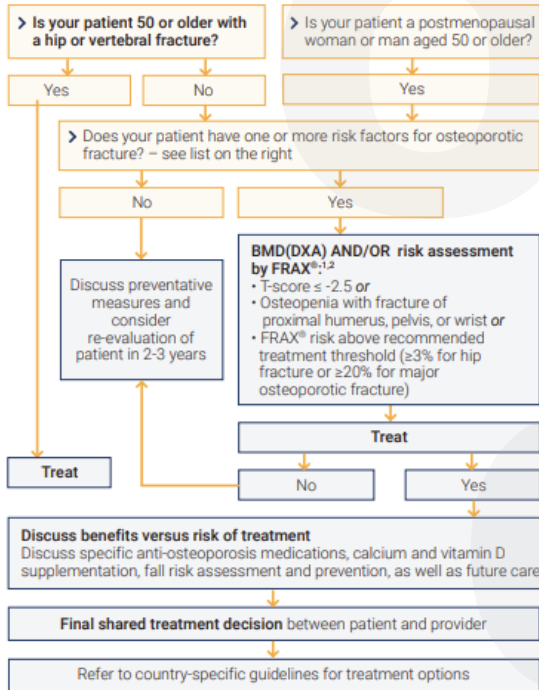 > Is your patient 50 or older with
a hip or vertebral fracture?
> Is your patient a postmenopausal
woman or man aged 50 or older?
Yes
No
Yes
> Does your patient have one or more risk factors for osteoporotic
fracture? – see list on the right
No
Yes
Discuss preventative
measures and
consider
re-evaluation of
patient in 2-3 years
BMD(DXA) AND/OR risk assessment
by FRAX®:1,2
• T-score ≤ -2.5 or
• Osteopenia with fracture of
proximal humerus, pelvis, or wrist or
• FRAX® risk above recommended
treatment threshold (≥3% for hip
fracture or ≥20% for major
osteoporotic fracture)
Treat
Treat
No
Yes
Discuss benefits versus risk of treatment
Discuss specific anti-osteoporosis medications, calcium and vitamin D
supplementation, fall risk assessment and prevention, as well as future care
Final shared treatment decision between patient and provider
Refer to country-specific guidelines for treatment options